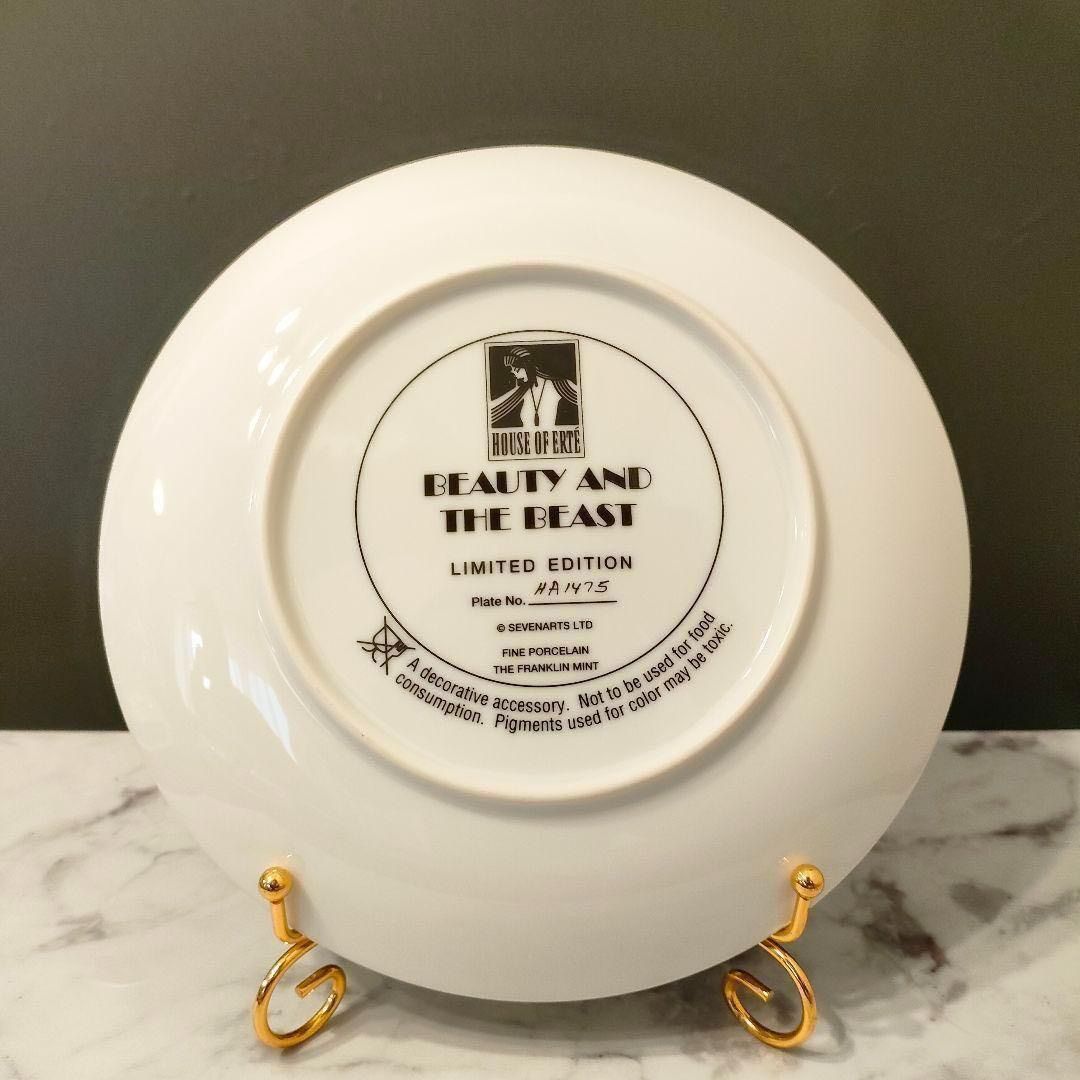 HOUSE OF ERTÉ
BEAUTY AND
THE BEAST
LIMITED EDITION
Plate No. HA1475
© SEVENARTS LTD
FINE PORCELAIN
THE FRANKLIN MINT
A decorative accessory. Not to be used for food
consumption. Pigments used for color may be toxic.